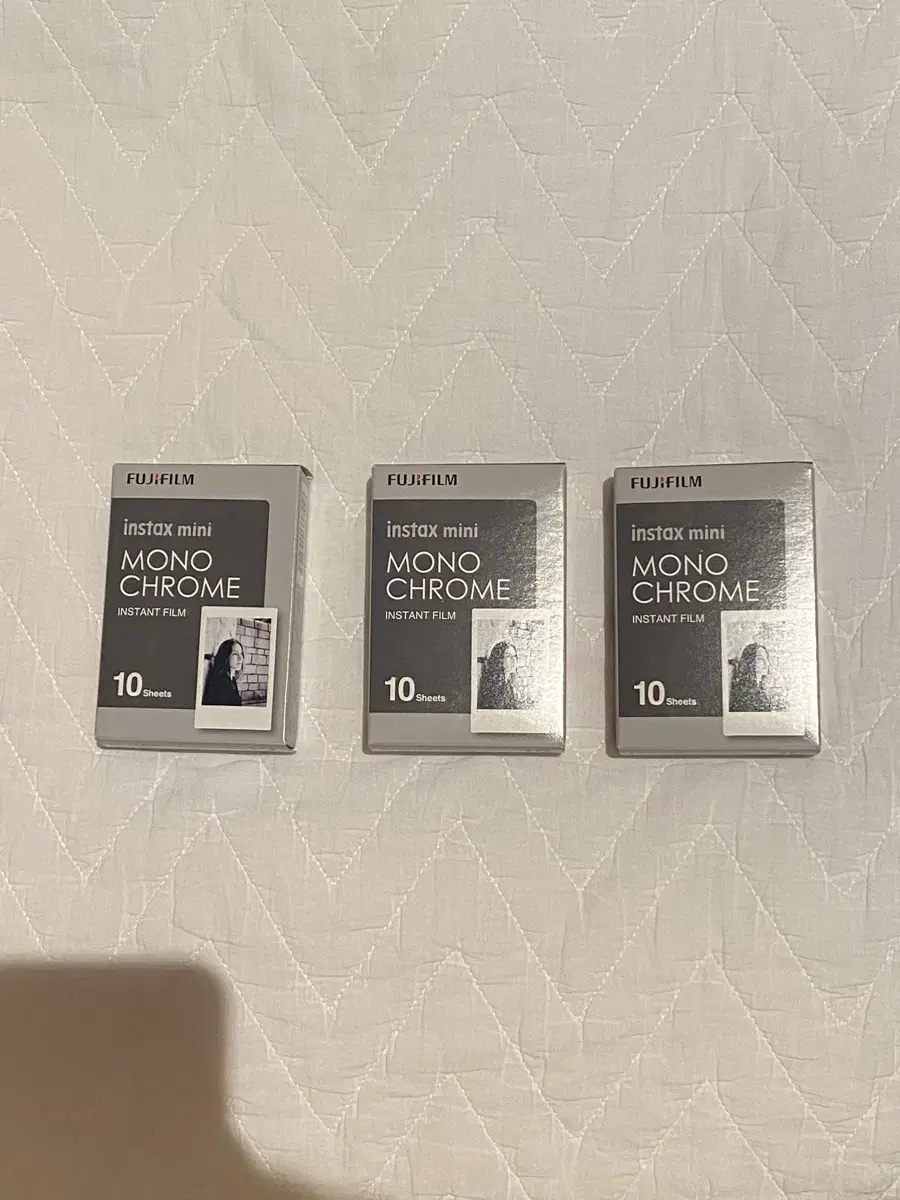 FUJIFILM
instax mini
MONO
CHROME
INSTANT FILM
10 Sheets
FUJIFILM
instax mini
MONO
CHROME
INSTANT FILM
10 Sheets
FUJIFILM
instax mini
MONO
CHROME
INSTANT FILM
10 Sheets